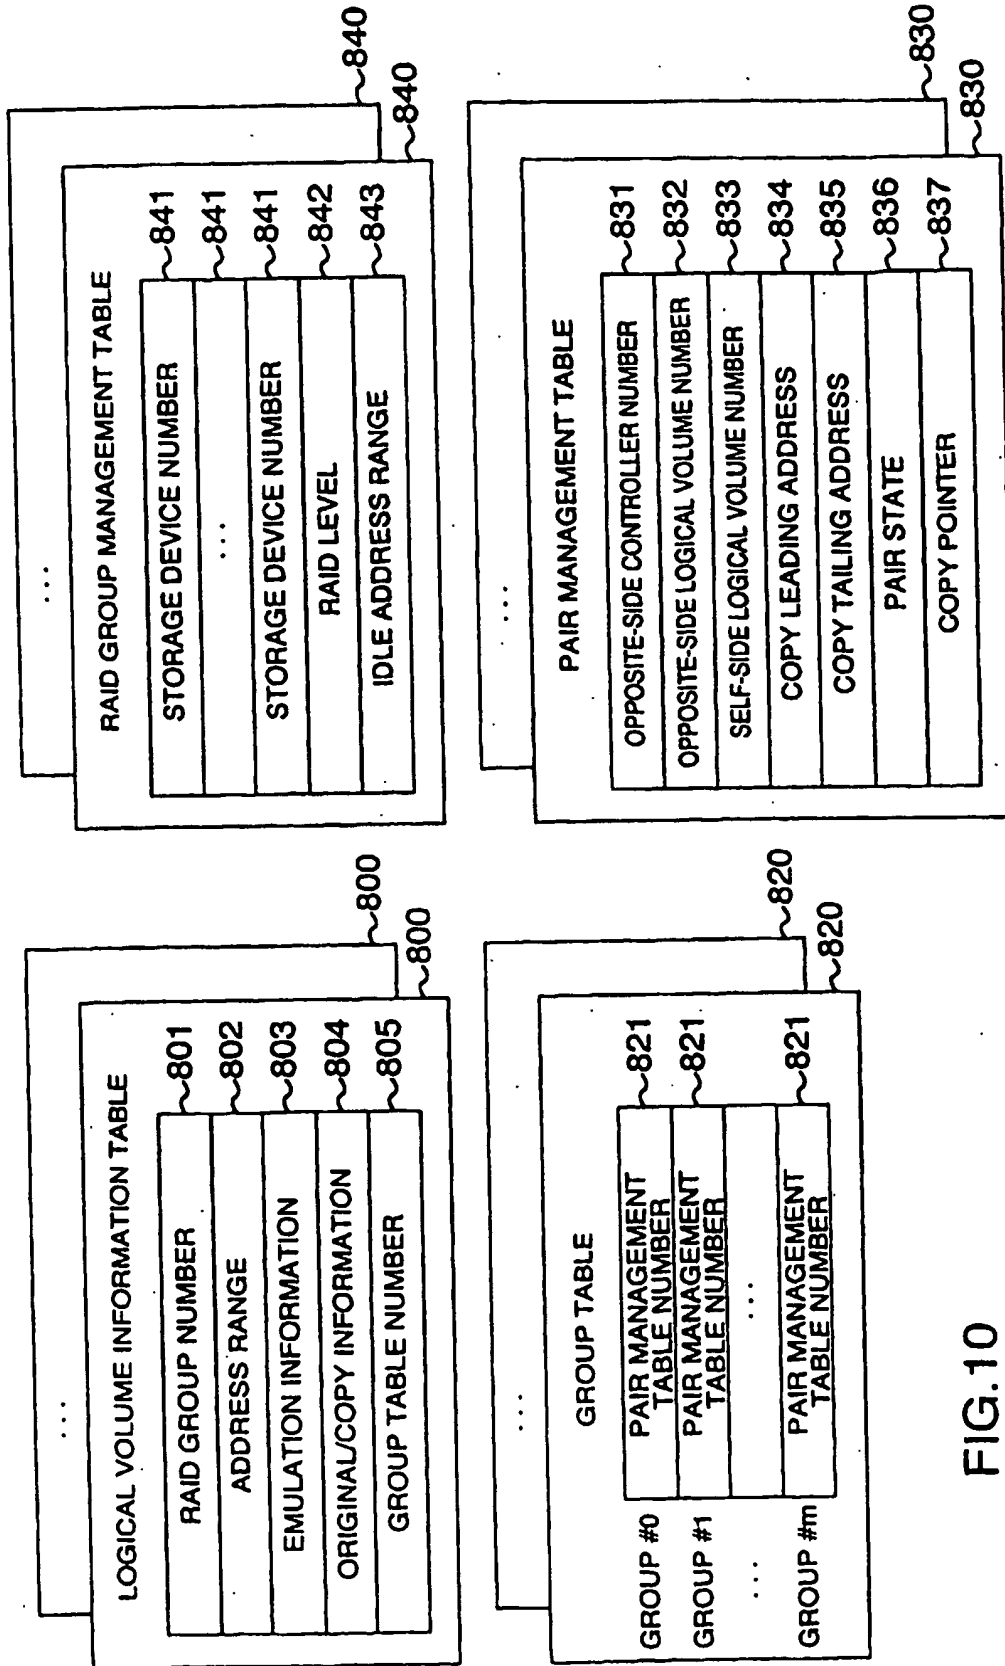 ...
LOGICAL VOLUME INFORMATION TABLE
RAID GROUP NUMBER
ADDRESS RANGE
EMULATION INFORMATION
ORIGINAL/COPY INFORMATION
GROUP TABLE NUMBER
801
802
803
804
805
800
800
...
RAID GROUP MANAGEMENT TABLE
STORAGE DEVICE NUMBER
...
STORAGE DEVICE NUMBER
RAID LEVEL
IDLE ADDRESS RANGE
841
841
841
842
843
840
840
...
GROUP TABLE
GROUP #0
PAIR MANAGEMENT
TABLE NUMBER
821
GROUP #1
PAIR MANAGEMENT
TABLE NUMBER
821
...
...
GROUP #m
PAIR MANAGEMENT
TABLE NUMBER
821
820
820
...
PAIR MANAGEMENT TABLE
OPPOSITE-SIDE CONTROLLER NUMBER
OPPOSITE-SIDE LOGICAL VOLUME NUMBER
SELF-SIDE LOGICAL VOLUME NUMBER
COPY LEADING ADDRESS
COPY TAILING ADDRESS
PAIR STATE
COPY POINTER
831
832
833
834
835
836
837
830
830
FIG.10